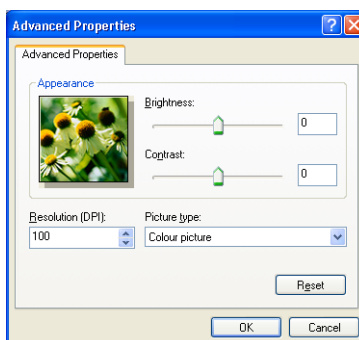 Advanced Properties
Advanced Properties
Appearance
Brightness:
0
Contrast:
0
Resolution (DPI):
Picture type:
100
Colour picture
Reset
OK
Cancel